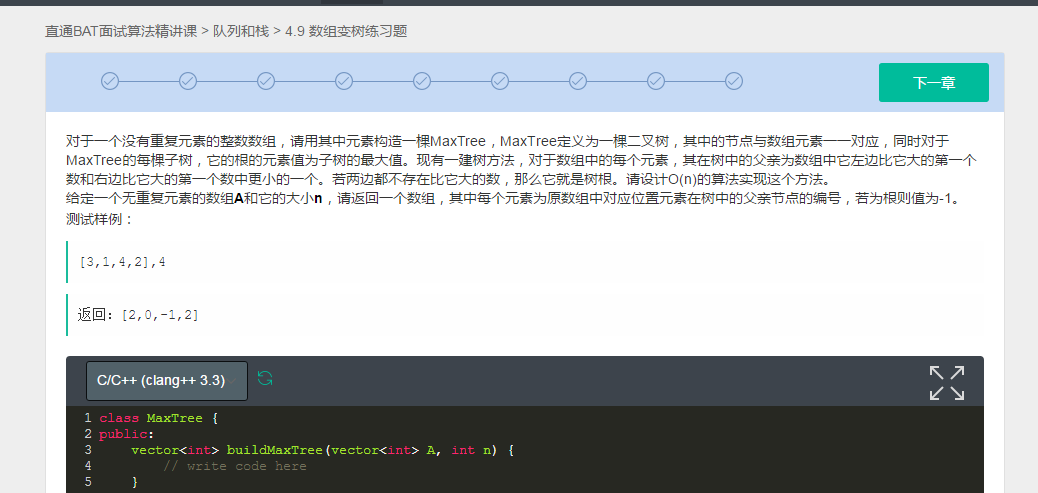 直通BAT面试算法精讲课 > 队列和栈 > 4.9 数组变树练习题
下一章
对于一个没有重复元素的整数数组，请用其中元素构造一棵MaxTree，MaxTree定义为一棵二叉树，其中的节点与数组元素一一对应，同时对于
MaxTree的每棵子树，它的根的元素值为子树的最大值。现有一建树方法，对于数组中的每个元素，其在树中的父亲为数组中它左边比它大的第一个
数和右边比它大的第一个数中更小的一个。若两边都不存在比它大的数，那么它就是树根。请设计O(n)的算法实现这个方法。
给定一个无重复元素的数组A和它的大小n，请返回一个数组，其中每个元素为原数组中对应位置元素在树中的父亲节点的编号，若为根则值为-1。
测试样例：
[3,1,4,2],4
返回：[2,0,-1,2]
C/C++ (clang++ 3.3)
1 class MaxTree {
2 public:
3     vector<int> buildMaxTree(vector<int> A, int n) {
4         // write code here
5     }